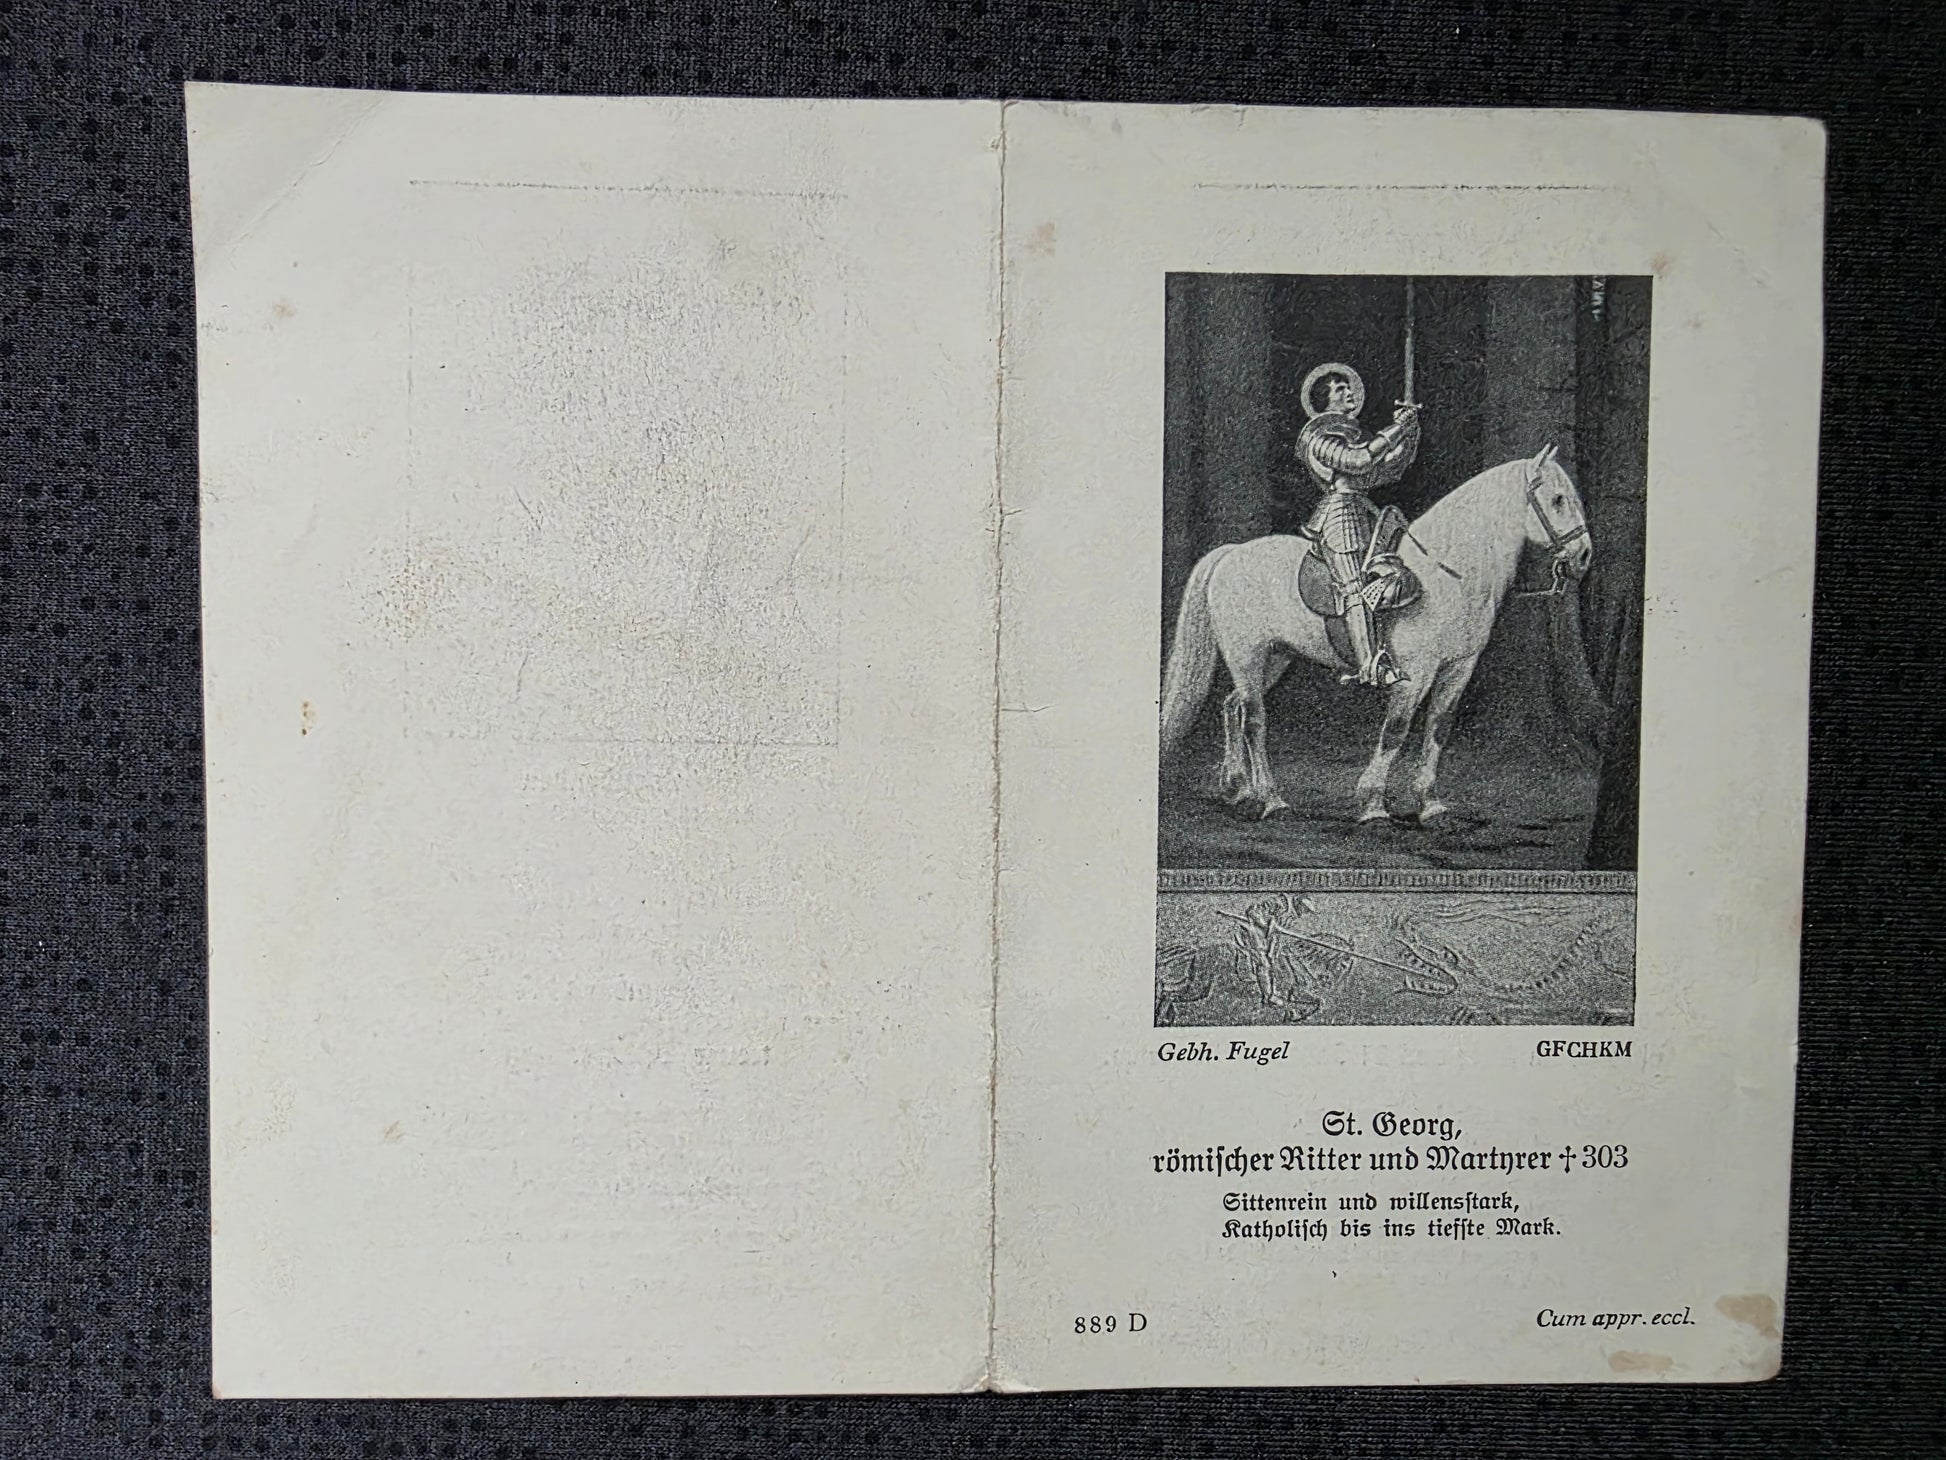 Gebh. Fugel GFCHKM
St. Georg,
römiſcher Ritter und Martyrer ✝ 303
Sittenrein und willensſtark,
Katholiſch bis ins tiefſte Mark.
889 D Cum appr. eccl.